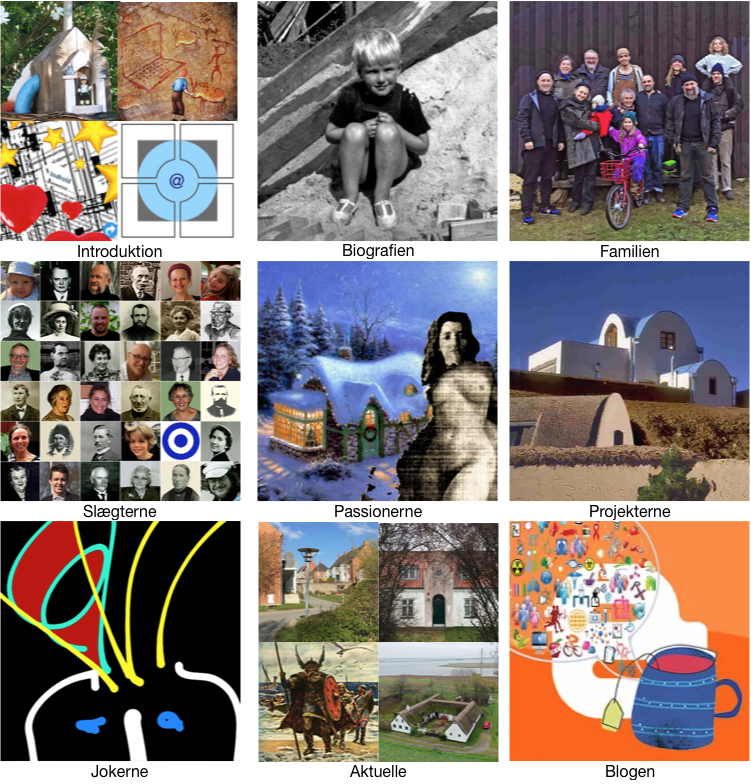 @
Introduktion
Biografien
Familien
Slægterne
Passionerne
Projekterne
Jokerne
Aktuelle
Blogen